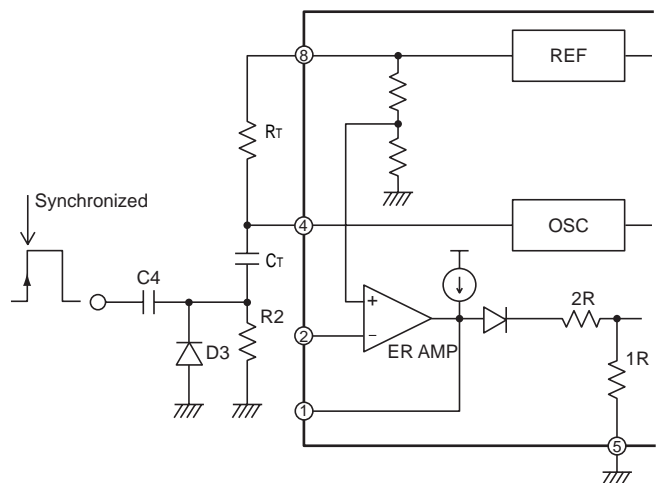 8
REF
RT
Synchronized
4
OSC
CT
C4
+
2R
D3
R2
2
−
ER AMP
1R
1
5